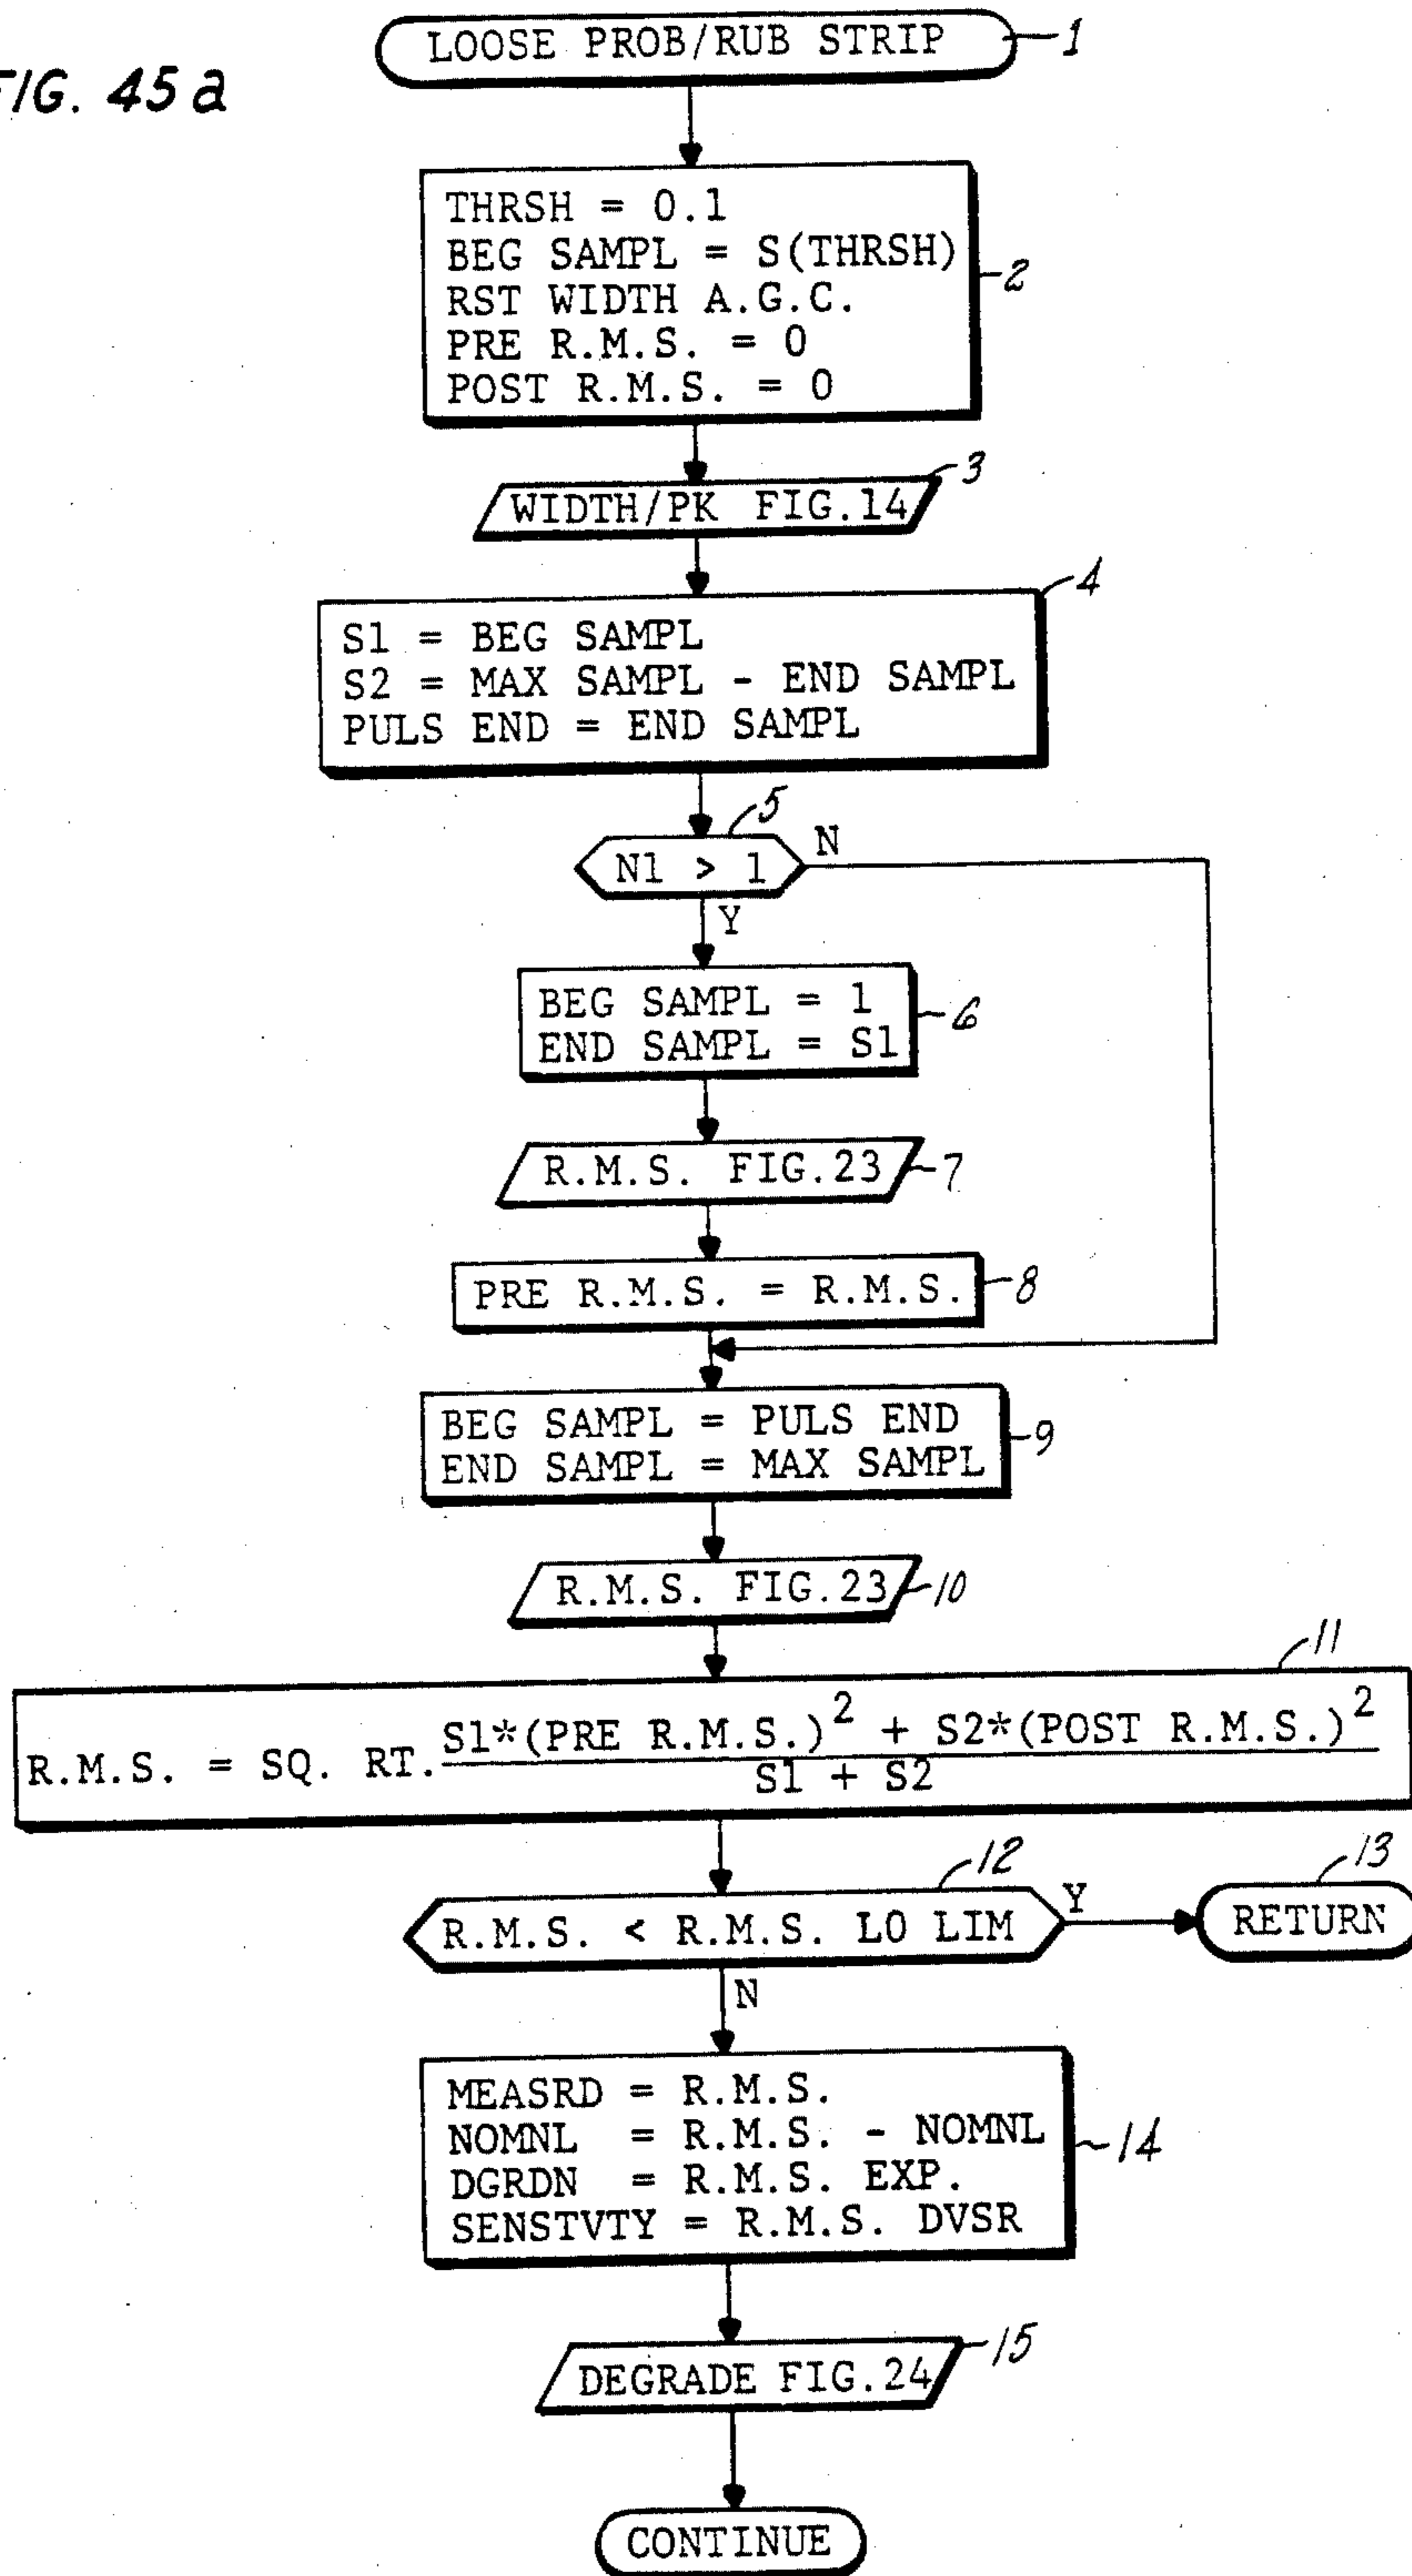 FIG. 45a
LOOSE PROB/RUB STRIP
1
THRSH = 0.1
BEG SAMPL = S(THRSH)
RST WIDTH A.G.C.
PRE R.M.S. = 0
POST R.M.S. = 0
2
WIDTH/PK FIG.14
3
S1 = BEG SAMPL
S2 = MAX SAMPL - END SAMPL
PULS END = END SAMPL
4
N1 > 1
5
N
Y
BEG SAMPL = 1
END SAMPL = S1
6
R.M.S. FIG.23
7
PRE R.M.S. = R.M.S.
8
BEG SAMPL = PULS END
END SAMPL = MAX SAMPL
9
R.M.S. FIG.23
10
11
R.M.S. = SQ. RT. S1*(PRE R.M.S.)2 + S2*(POST R.M.S.)2
S1 + S2
12
R.M.S. < R.M.S. LO LIM
Y
13
RETURN
N
MEASRD = R.M.S.
NOMNL = R.M.S. - NOMNL
DGRDN = R.M.S. EXP.
SENSTVTY = R.M.S. DVSR
14
DEGRADE FIG.24
15
CONTINUE